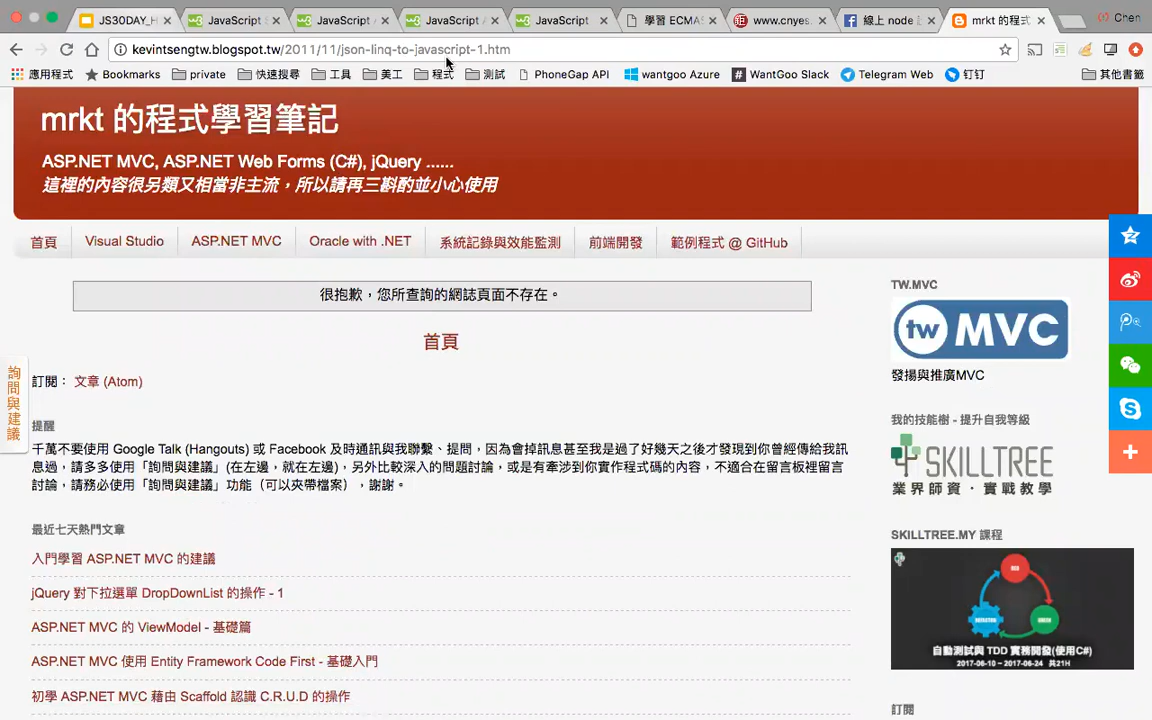 JS30DAY_H
JavaScript E
JavaScript A
JavaScript A
JavaScript
學習 ECMAS
www.cnyes.
線上 node 
mrkt 的程式
Chen
kevintsengtw.blogspot.tw/2011/11/json-linq-to-javascript-1.htm
應用程式
Bookmarks
private
快速搜尋
工具
美工
程式
測試
PhoneGap API
wantgoo Azure
WantGoo Slack
Telegram Web
钉钉
其他書籤
mrkt 的程式學習筆記
ASP.NET MVC, ASP.NET Web Forms (C#), jQuery ......
這裡的內容很另類又相當非主流，所以請再三斟酌並小心使用
首頁
Visual Studio
ASP.NET MVC
Oracle with .NET
系統記錄與效能監測
前端開發
範例程式 @ GitHub
很抱歉，您所查詢的網誌頁面不存在。
首頁
訂閱： 文章 (Atom)
詢問與建議
提醒
千萬不要使用 Google Talk (Hangouts) 或 Facebook 及時通訊與我聯繫、提問，因為會掉訊息甚至我是過了好幾天之後才發現到你曾經傳給我訊
息過，請多多使用「詢問與建議」(在左邊，就在左邊)，另外比較深入的問題討論，或是有牽涉到你實作程式碼的內容，不適合在留言板裡留言
討論，請務必使用「詢問與建議」功能（可以夾帶檔案），謝謝。
最近七天熱門文章
入門學習 ASP.NET MVC 的建議
jQuery 對下拉選單 DropDownList 的操作 - 1
ASP.NET MVC 的 ViewModel - 基礎篇
ASP.NET MVC 使用 Entity Framework Code First - 基礎入門
初學 ASP.NET MVC 藉由 Scaffold 認識 C.R.U.D 的操作
TW.MVC
tw MVC
發揚與推廣MVC
我的技能樹 - 提升自我等級
SKILLTREE
業界師資．實戰教學
SKILLTREE.MY 課程
RED
GREEN
自動測試與 TDD 實務開發(使用C#)
2017-06-10 ~ 2017-06-24 共21H
訂閱